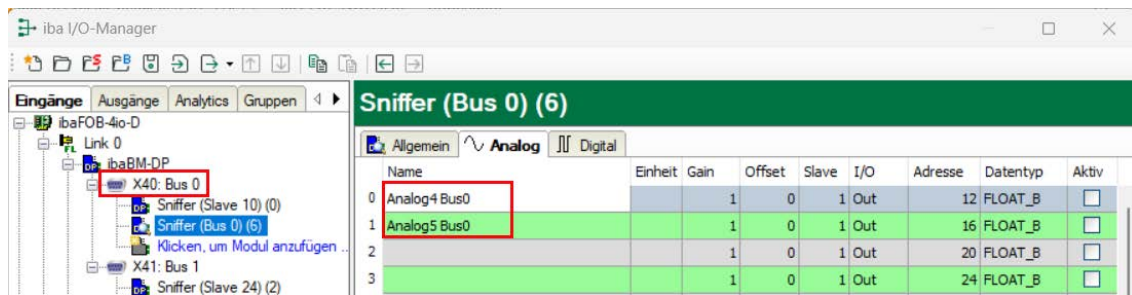 iba I/O-Manager
Eingänge Ausgänge Analytics Gruppen
ibaFOB-4io-D
Link 0
ibaBM-DP
X40: Bus 0
Sniffer (Slave 10) (0)
Sniffer (Bus 0) (6)
Klicken, um Modul anzufügen ..
X41: Bus 1
Sniffer (Slave 24) (2)
Sniffer (Bus 0) (6)
Allgemein Analog Digital
Name Einheit Gain Offset Slave I/O Adresse Datentyp Aktiv
0 Analog4 Bus0 1 0 1 Out 12 FLOAT_B
1 Analog5 Bus0 1 0 1 Out 16 FLOAT_B
2 1 0 1 Out 20 FLOAT_B
3 1 0 1 Out 24 FLOAT_B